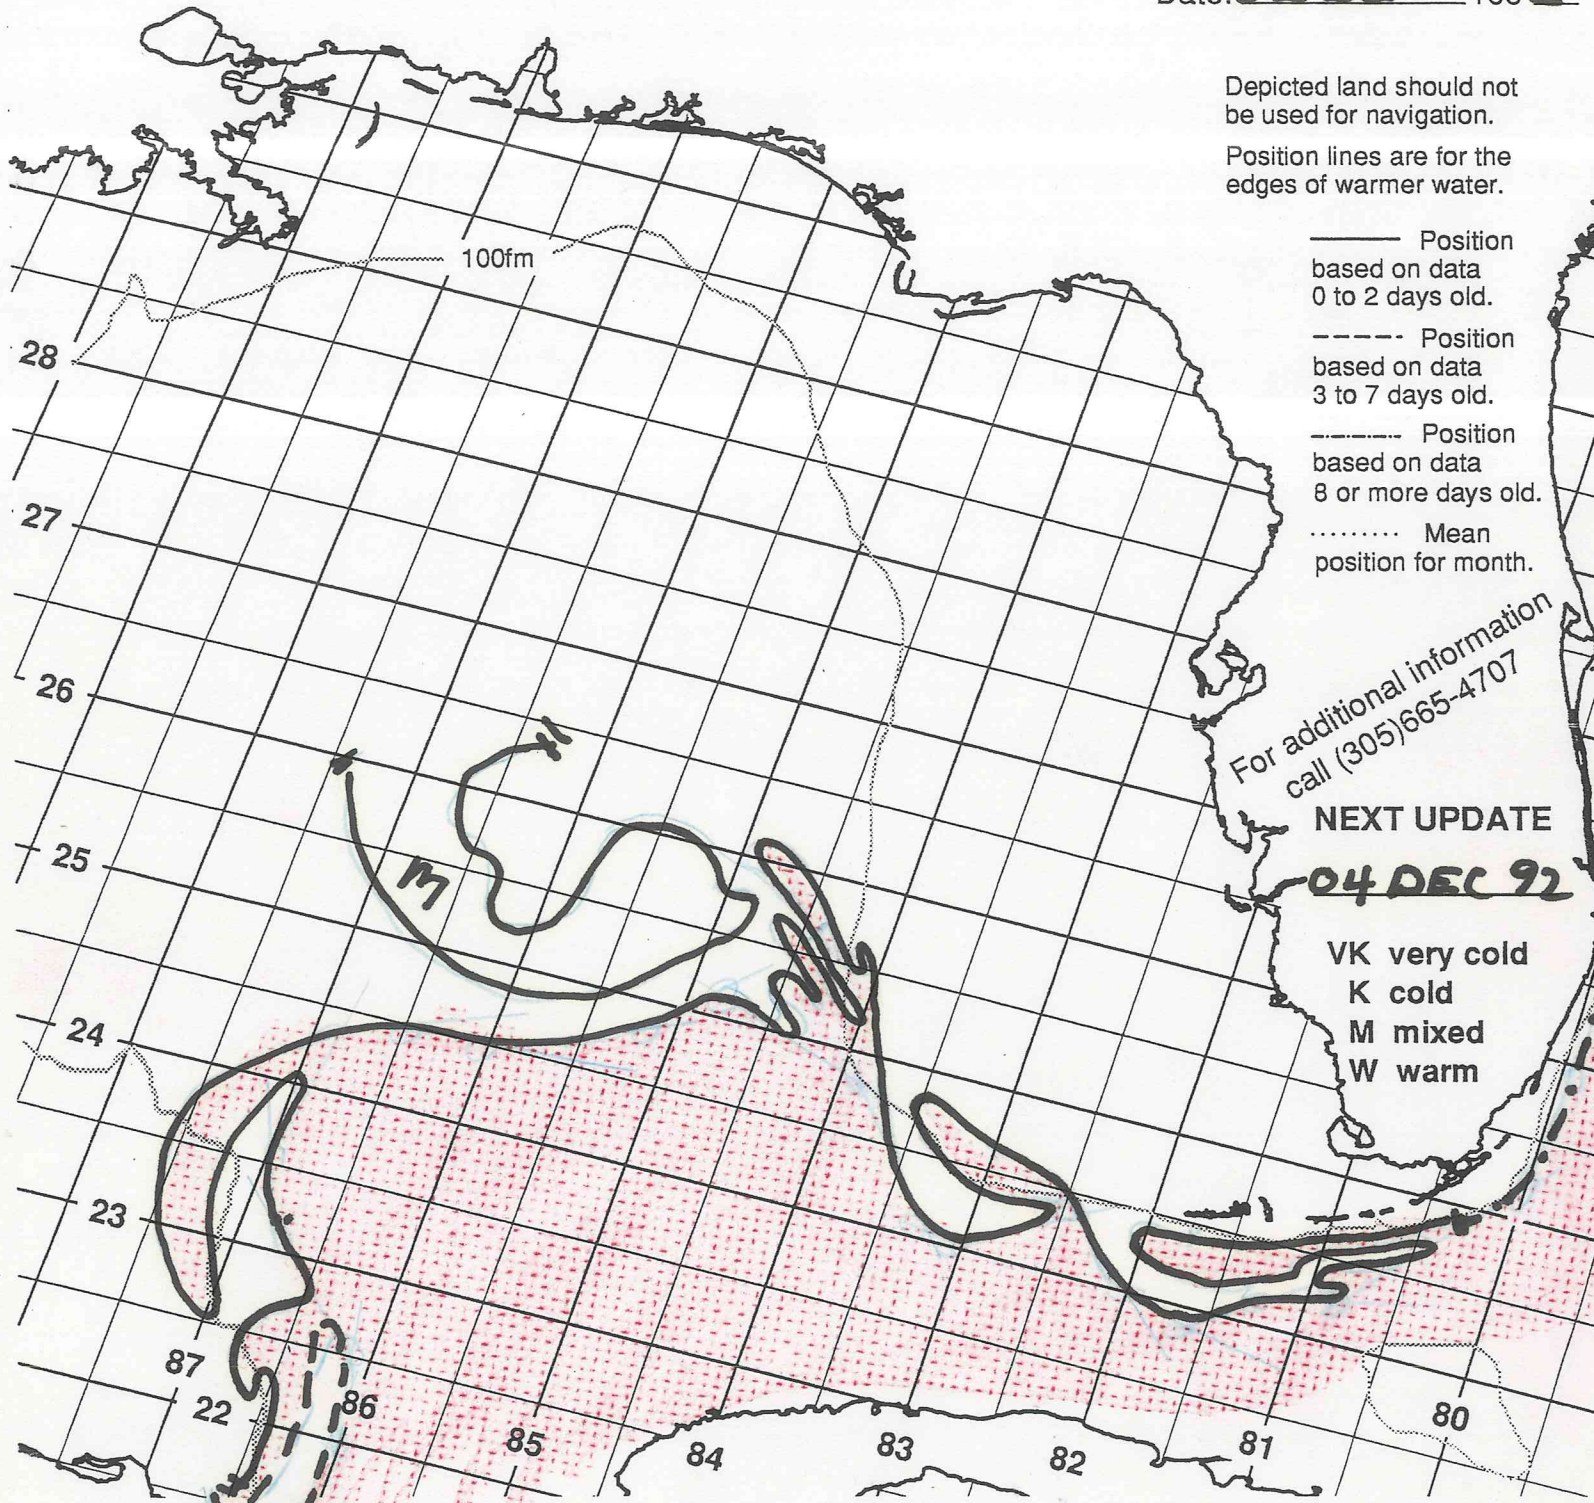 Depicted land should not
be used for navigation.
Position lines are for the
edges of warmer water.
Position
based on data
0 to 2 days old.
Position
based on data
3 to 7 days old.
Position
based on data
8 or more days old.
Mean
position for month.
For additional information
call (305)665-4707
NEXT UPDATE
04 DEC 92
VK very cold
K cold
M mixed
W warm
100fm
28
27
26
25
M
24
23
87
22
86
85
84
83
82
81
80